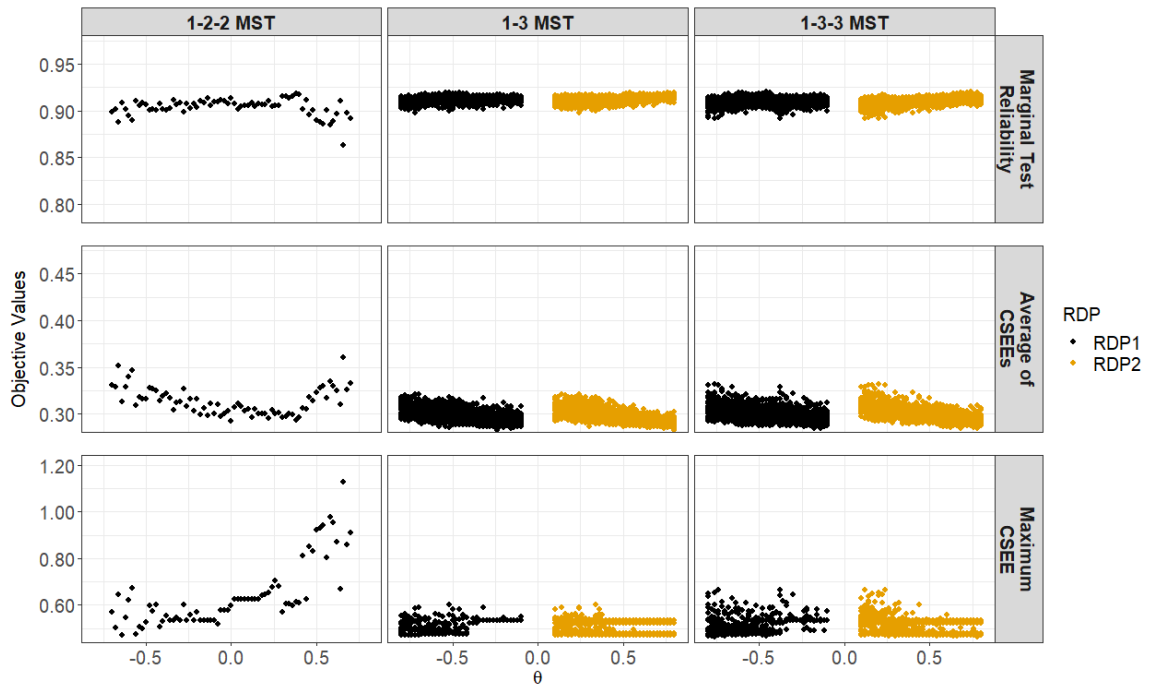 1-2-2 MST
1-3 MST
1-3-3 MST
0.95
0.90
0.85
0.80
Marginal Test
Reliability
0.45
0.40
0.35
0.30
Average of
CSEEs
Objective Values
1.20
1.00
0.80
0.60
Maximum
CSEE
-0.5
0.0
0.5
-0.5
0.0
0.5
-0.5
0.0
0.5
θ
RDP
RDP1
RDP2